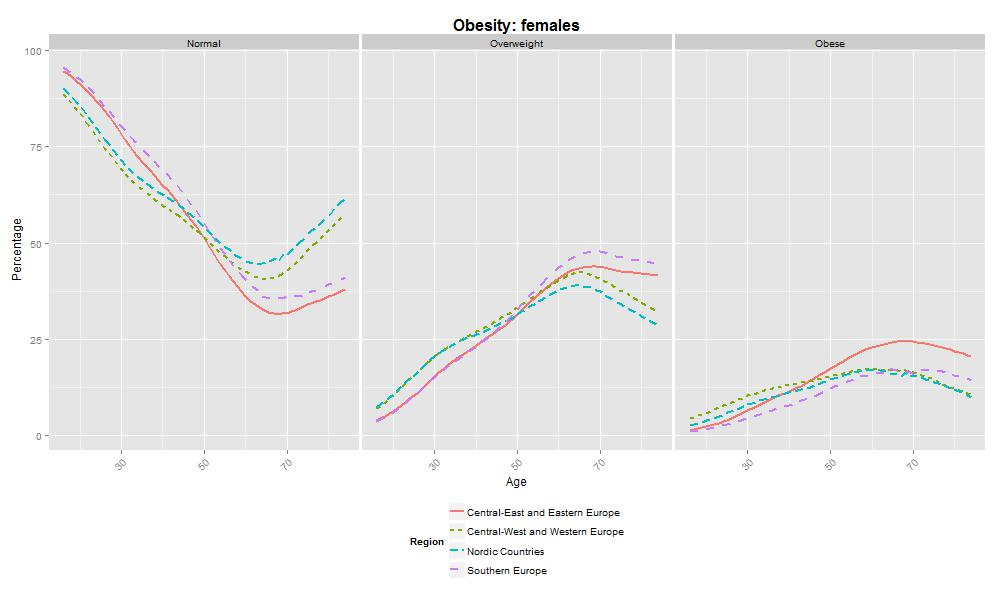 Obesity: females
Normal Overweight Obese
100
75
50
25
0
Percentage
30 50 70 30 50 70 30 50 70
Age
Region
Central-East and Eastern Europe
Central-West and Western Europe
Nordic Countries
Southern Europe